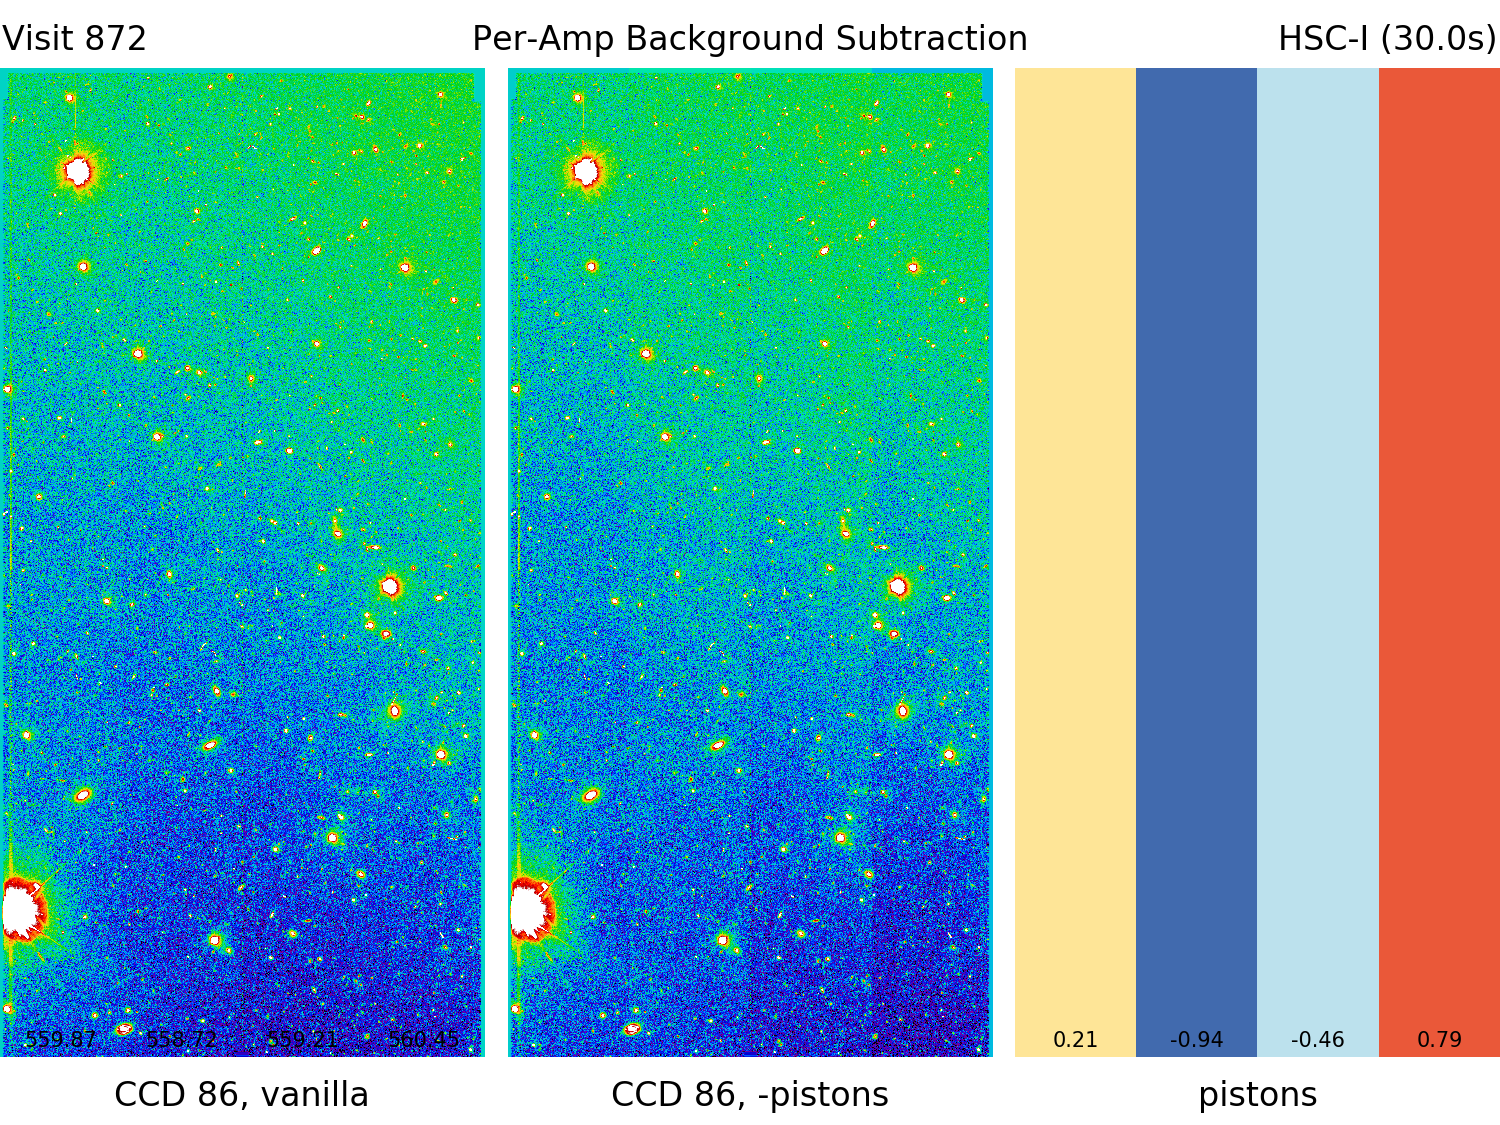 Visit 872 Per-Amp Background Subtraction HSC-I (30.0s)
559.87 558.72 559.21 560.45 0.21 -0.94 -0.46 0.79
CCD 86, vanilla CCD 86, -pistons pistons